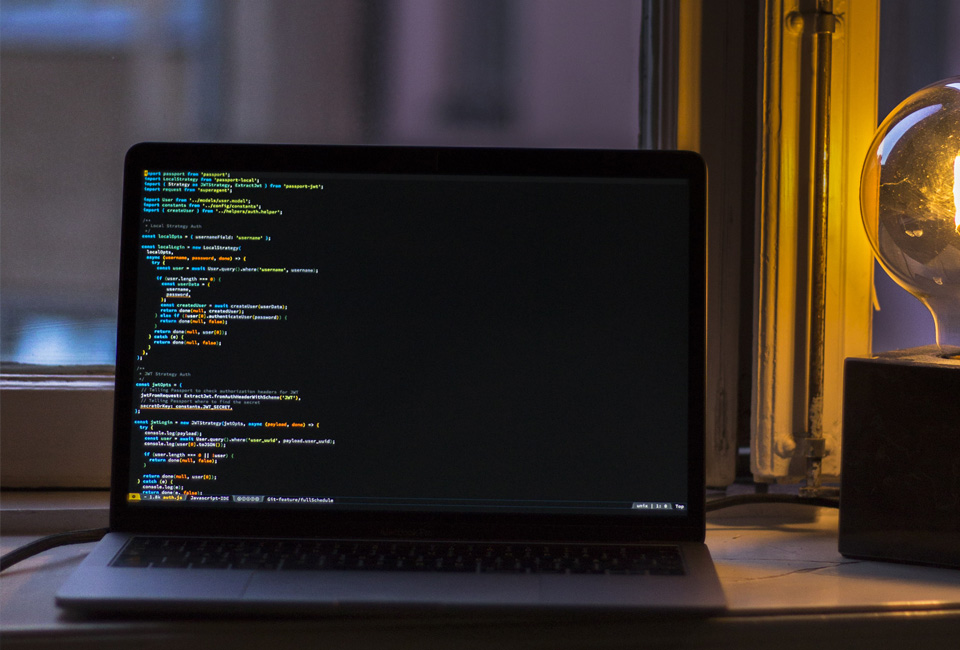 import passport from 'passport';
import LocalStrategy from 'passport-local';
import { Strategy as JWTStrategy, ExtractJwt } from 'passport-jwt';
import request from 'superagent';
import User from '../models/user.model';
import constants from '../config/constants';
import { createUser } from '../helpers/auth.helper';
/**
* Local Strategy Auth
*/
const localOpts = { usernameField: 'username' };
const localLogin = new LocalStrategy(
localOpts,
async (username, password, done) => {
try {
const user = await User.query().where('username', username);
if (user.length === 0) {
const userData = {
username,
password,
};
const createdUser = await createUser(userData);
return done(null, createdUser);
} else if (!user[0].authenticateUser(password)) {
return done(null, false);
}
return done(null, user[0]);
} catch (e) {
return done(null, false);
}
},
);
/**
* JWT Strategy Auth
*/
const jwtOpts = {
// Telling Passport to check authorization headers for JWT
jwtFromRequest: ExtractJwt.fromAuthHeaderWithScheme('JWT'),
// Telling Passport where to find the secret
secretOrKey: constants.JWT_SECRET,
};
const jwtLogin = new JWTStrategy(jwtOpts, async (payload, done) => {
try {
console.log(payload);
const user = await User.query().where('user_uuid', payload.user_uuid);
console.log(user[0].toJSON());
if (user.length === 0 || !user) {
return done(null, false);
}
return done(null, user[0]);
} catch (e) {
console.log(e);
return done(e, false);
- 1.8k auth.js Javascript-IDE Git-feature/fullSchedule unix | 1: 0 Top